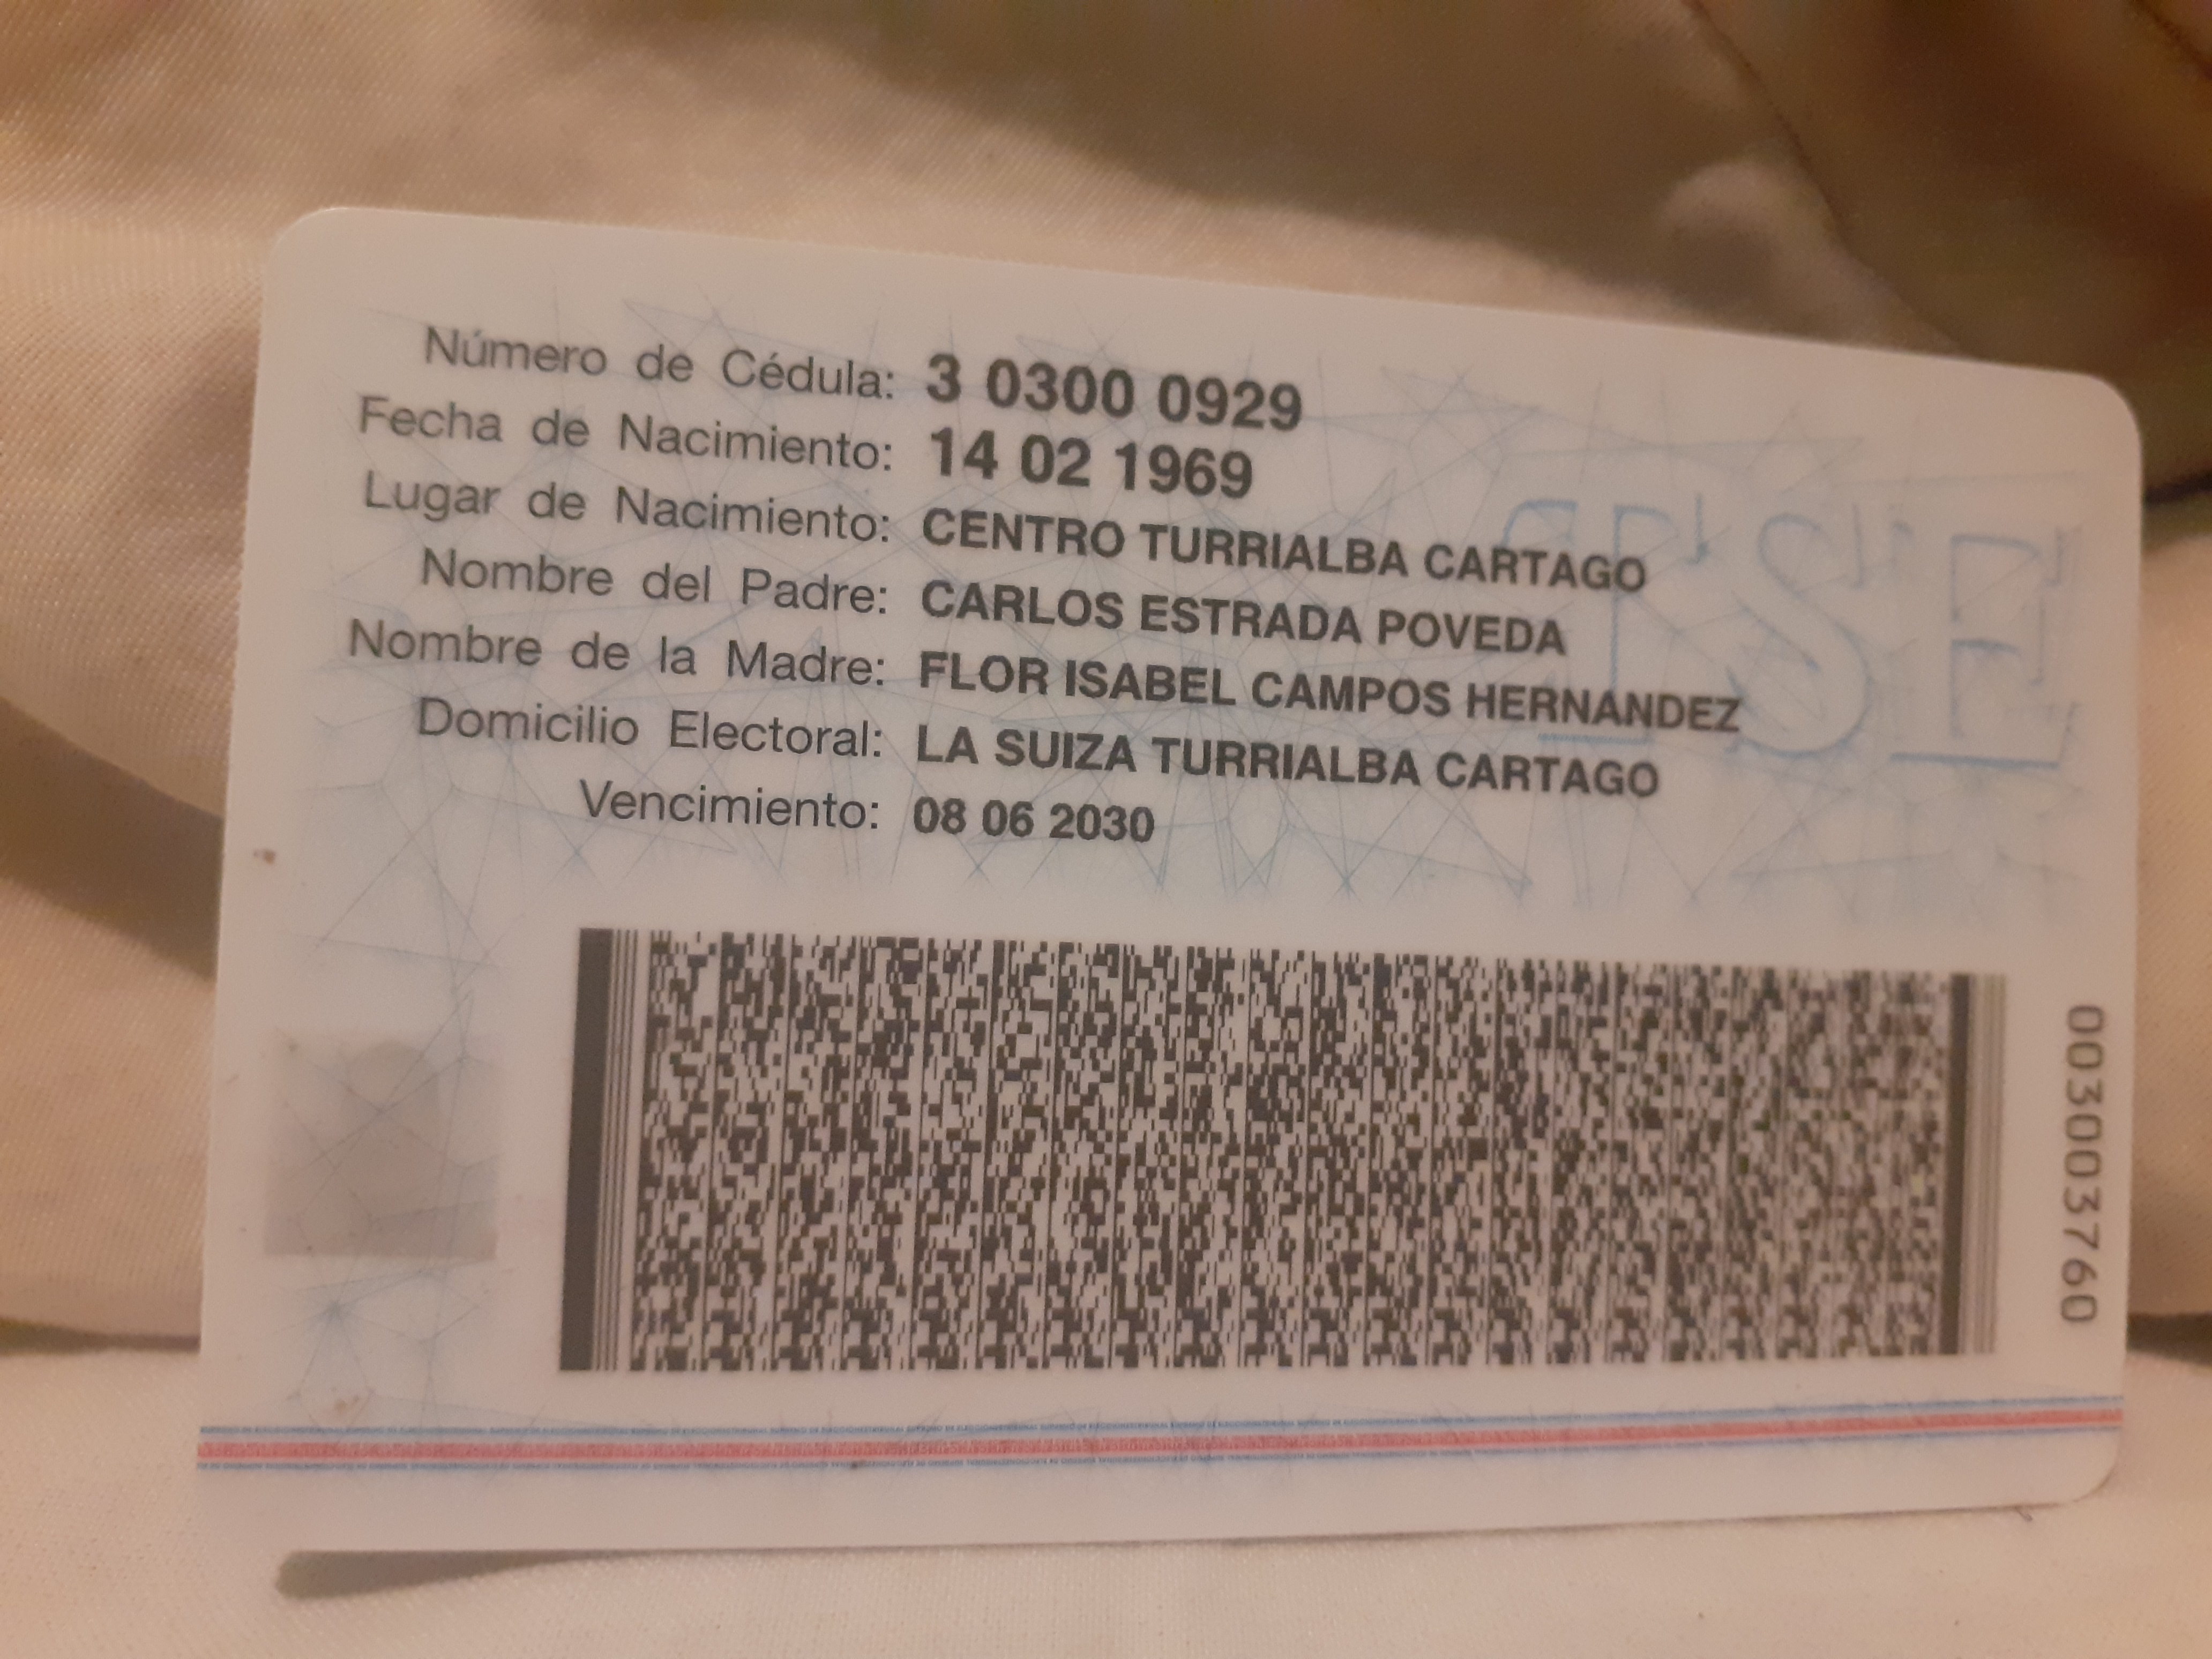 Número de Cédula: 3 0300 0929
Fecha de Nacimiento: 14 02 1969
Lugar de Nacimiento: CENTRO TURRIALBA CARTAGO
Nombre del Padre: CARLOS ESTRADA POVEDA
Nombre de la Madre: FLOR ISABEL CAMPOS HERNANDEZ
Domicilio Electoral: LA SUIZA TURRIALBA CARTAGO
Vencimiento: 08 06 2030
TSE
0030003760